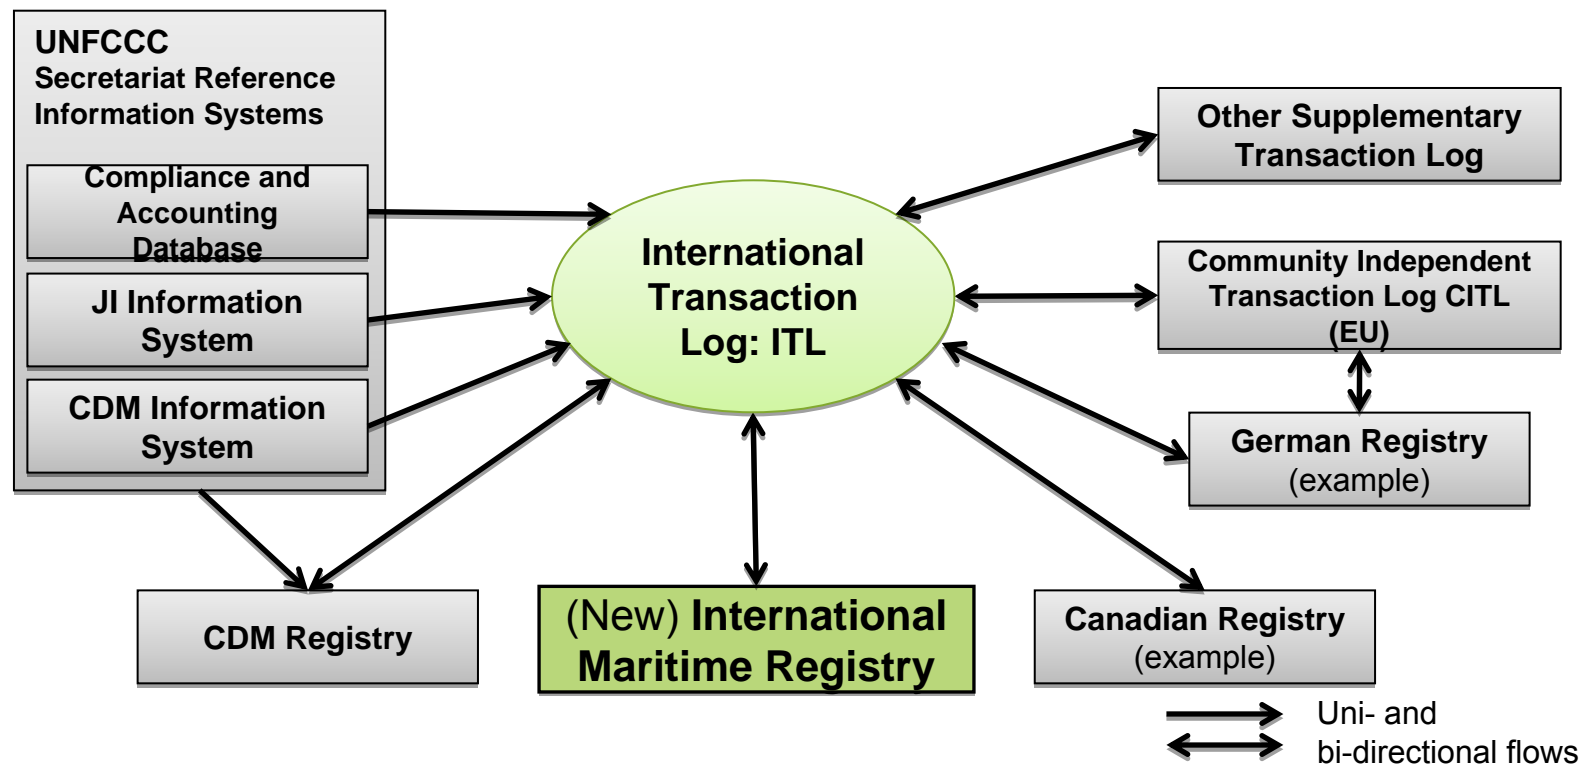 UNFCCC
Secretariat Reference
Information Systems
Compliance and
Accounting
Database
JI Information
System
CDM Information
System
CDM Registry
International
Transaction
Log: ITL
(New) International
Maritime Registry
Other Supplementary
Transaction Log
Community Independent
Transaction Log CITL
(EU)
German Registry
(example)
Canadian Registry
(example)
Uni- and
bi-directional flows